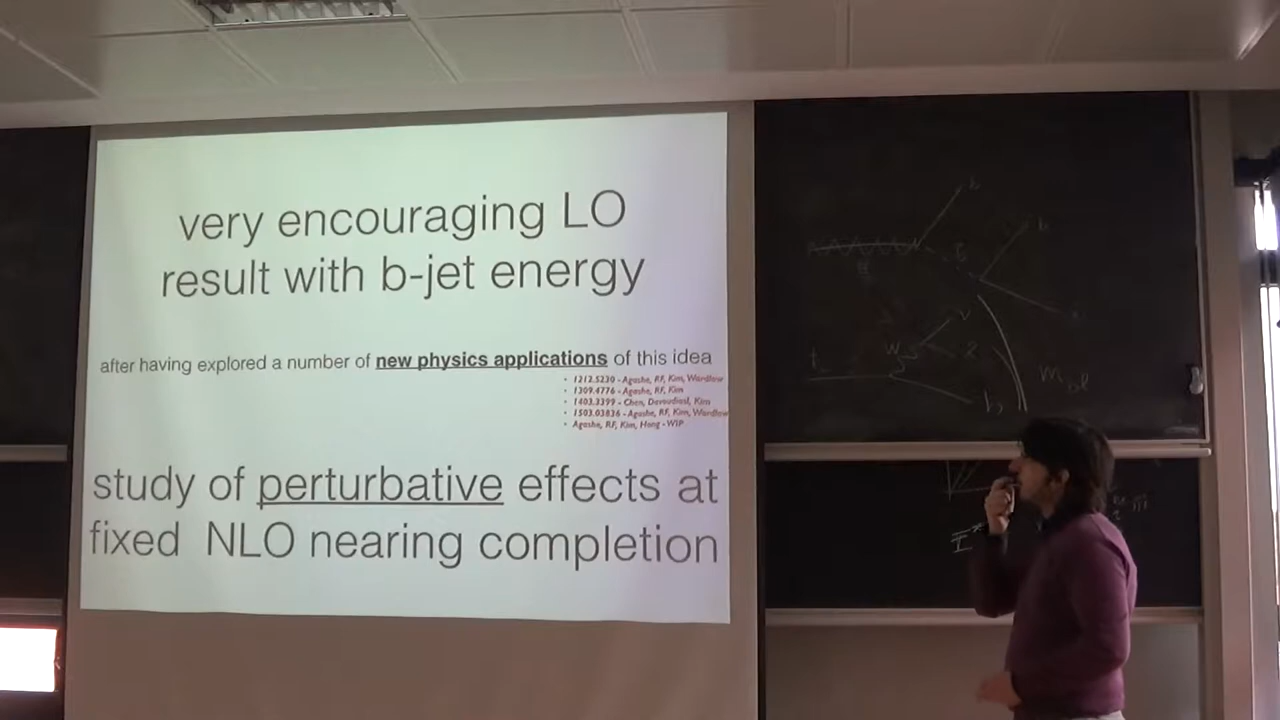 very encouraging LO
result with b-jet energy
after having explored a number of new physics applications of this idea
• 1212.5230 - Agashe, RF, Kim, Wardlow
• 1309.4776 - Agashe, RF, Kim
• 1403.3399 - Chen, Davoudiasl, Kim
• 1503.03836 - Agashe, RF, Kim, Wardlow
• Agashe, RF, Kim, Hong - WIP
study of perturbative effects at
fixed NLO nearing completion
b
b
W
t
b